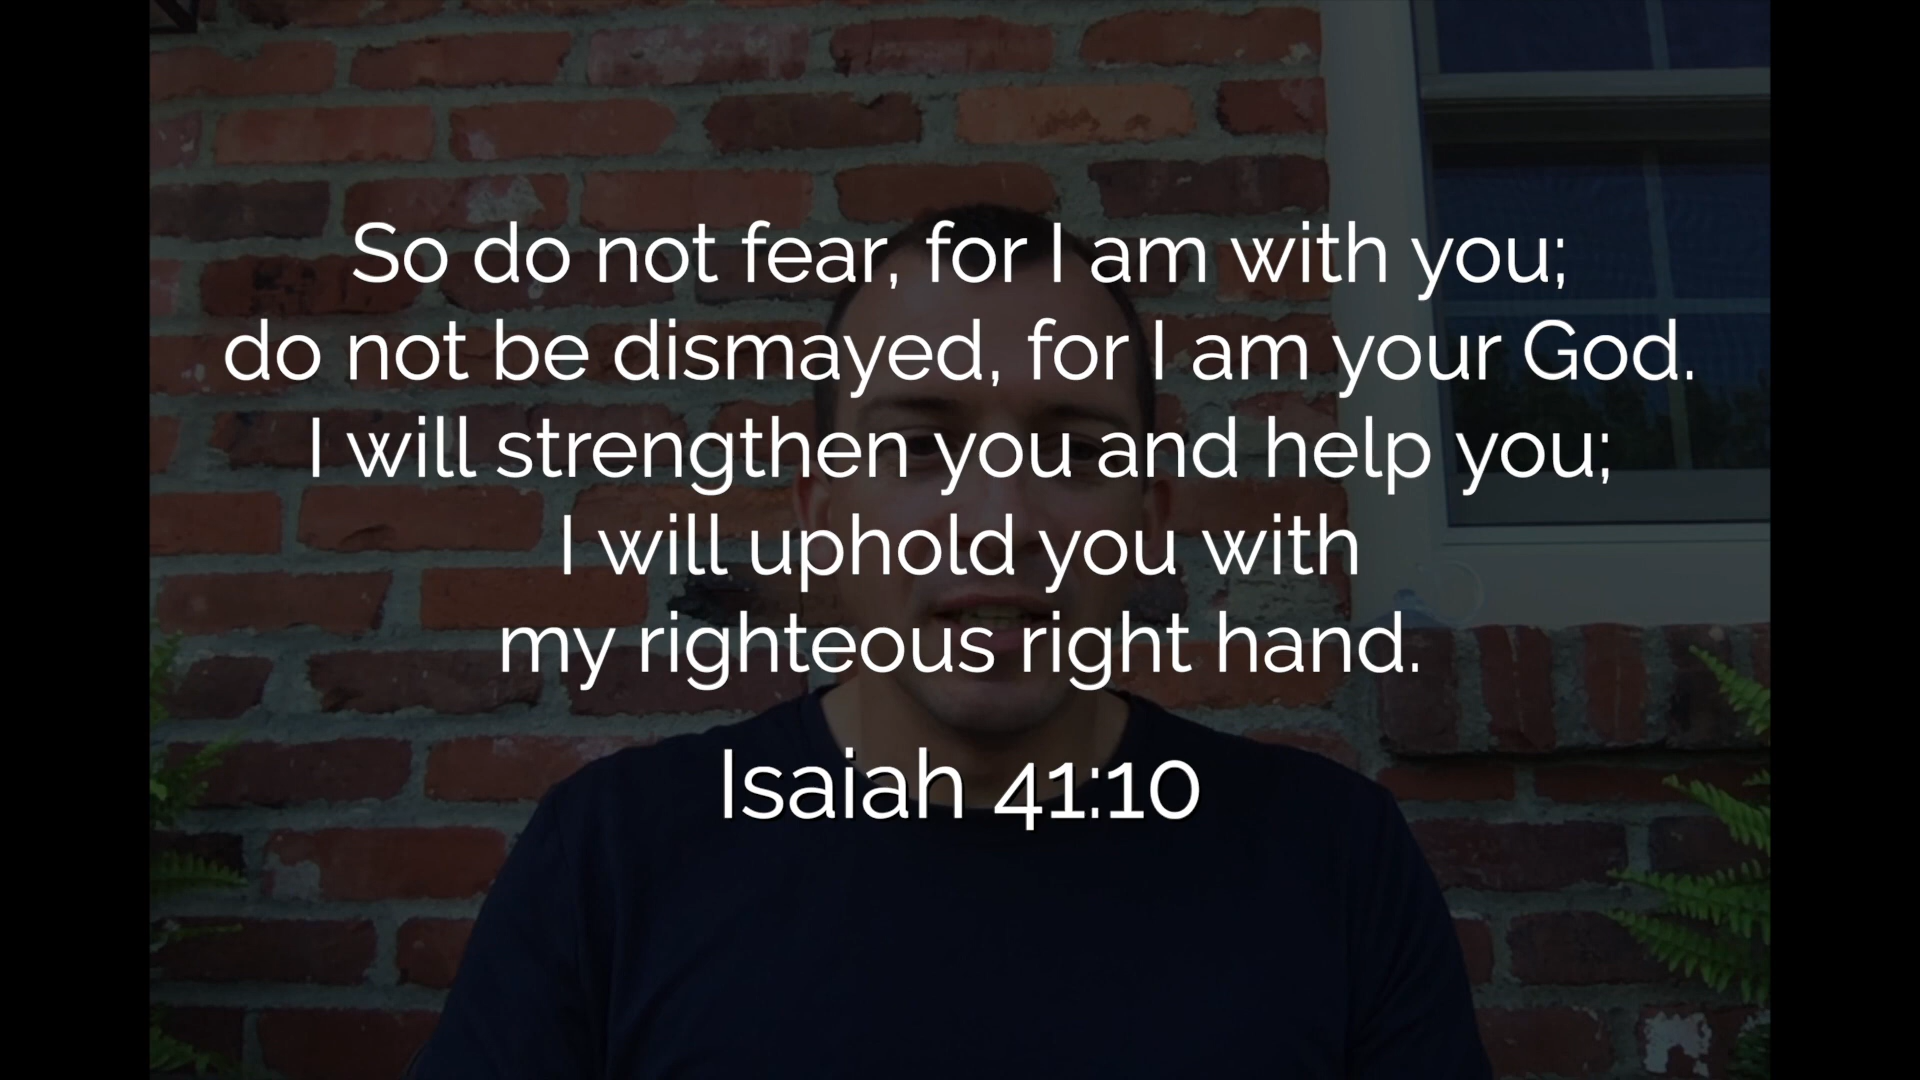 So do not fear, for I am with you;
do not be dismayed, for I am your God.
I will strengthen you and help you;
I will uphold you with
my righteous right hand.
Isaiah 41:10